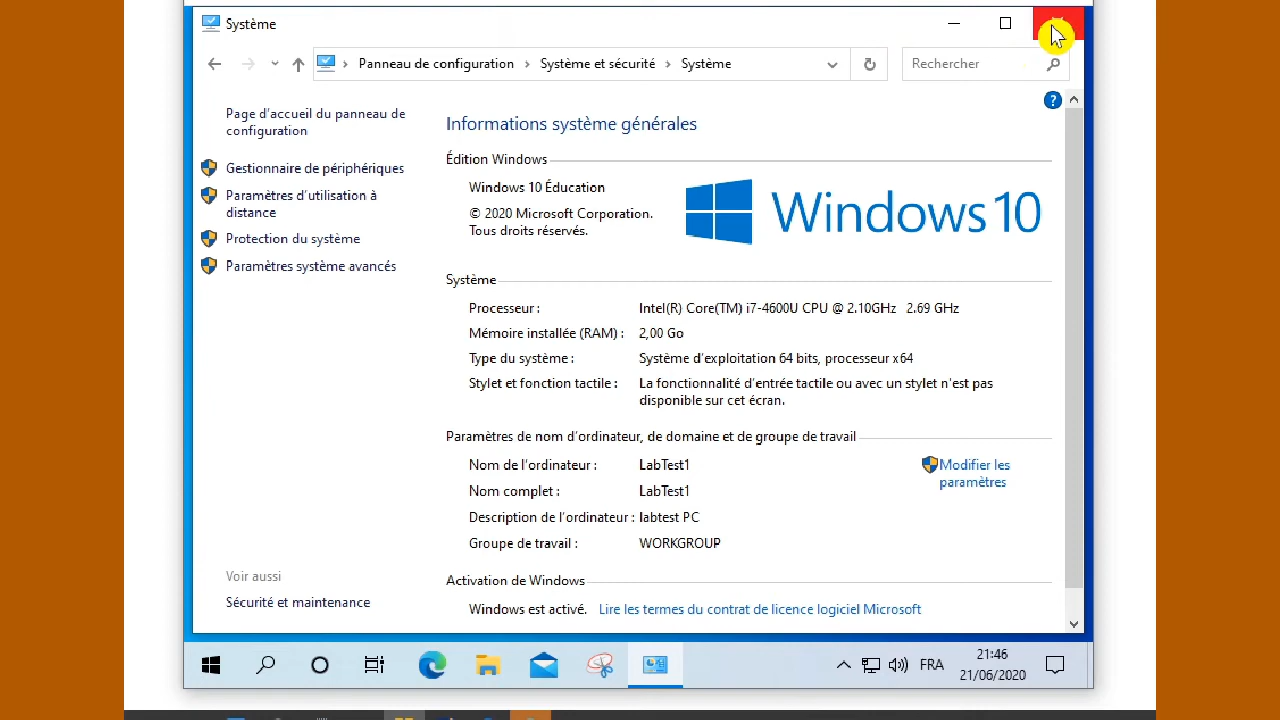 Système
Panneau de configuration › Système et sécurité › Système
Rechercher
Page d'accueil du panneau de
configuration
Gestionnaire de périphériques
Paramètres d'utilisation à
distance
Protection du système
Paramètres système avancés
Voir aussi
Sécurité et maintenance
?
Informations système générales
Édition Windows
Windows 10 Éducation
© 2020 Microsoft Corporation.
Tous droits réservés.
Windows 10
Système
Processeur : Intel(R) Core(TM) i7-4600U CPU @ 2.10GHz 2.69 GHz
Mémoire installée (RAM) : 2,00 Go
Type du système : Système d'exploitation 64 bits, processeur x64
Stylet et fonction tactile : La fonctionnalité d'entrée tactile ou avec un stylet n'est pas
disponible sur cet écran.
Paramètres de nom d'ordinateur, de domaine et de groupe de travail
Nom de l'ordinateur : LabTest1
Modifier les
paramètres
Nom complet : LabTest1
Description de l'ordinateur : labtest PC
Groupe de travail : WORKGROUP
Activation de Windows
Windows est activé. Lire les termes du contrat de licence logiciel Microsoft
FRA
21:46
21/06/2020